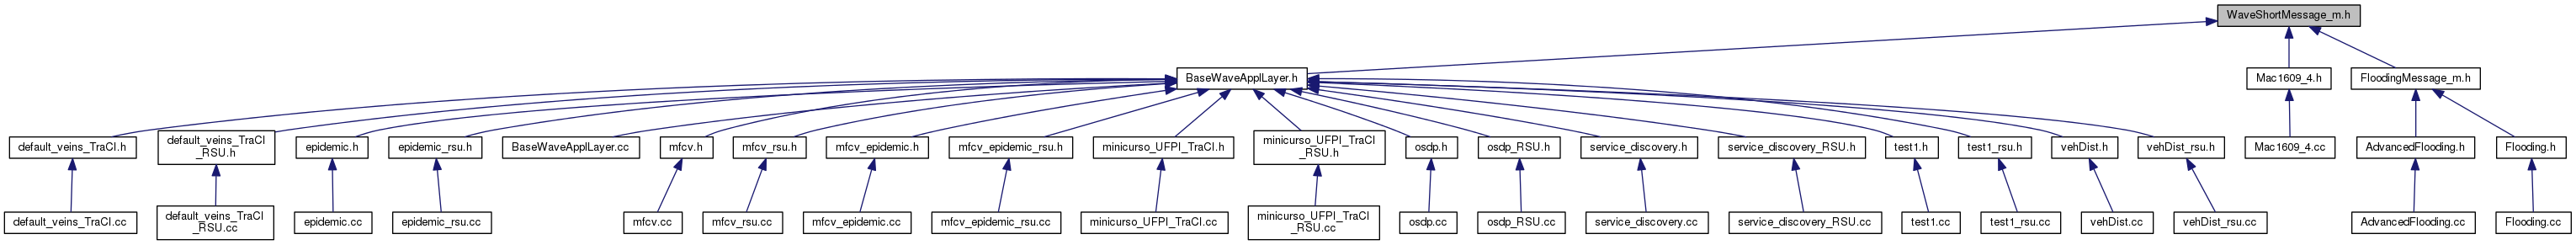 WaveShortMessage_m.h
BaseWaveApplLayer.h
Mac1609_4.h
FloodingMessage_m.h
default_veins_TraCI.h
default_veins_TraCI
_RSU.h
epidemic.h
epidemic_rsu.h
BaseWaveApplLayer.cc
mfcv.h
mfcv_rsu.h
mfcv_epidemic.h
mfcv_epidemic_rsu.h
minicurso_UFPI_TraCI.h
minicurso_UFPI_TraCI
_RSU.h
osdp.h
osdp_RSU.h
service_discovery.h
service_discovery_RSU.h
test1.h
test1_rsu.h
vehDist.h
vehDist_rsu.h
Mac1609_4.cc
AdvancedFlooding.h
Flooding.h
default_veins_TraCI.cc
default_veins_TraCI
_RSU.cc
epidemic.cc
epidemic_rsu.cc
mfcv.cc
mfcv_rsu.cc
mfcv_epidemic.cc
mfcv_epidemic_rsu.cc
minicurso_UFPI_TraCI.cc
minicurso_UFPI_TraCI
_RSU.cc
osdp.cc
osdp_RSU.cc
service_discovery.cc
service_discovery_RSU.cc
test1.cc
test1_rsu.cc
vehDist.cc
vehDist_rsu.cc
AdvancedFlooding.cc
Flooding.cc